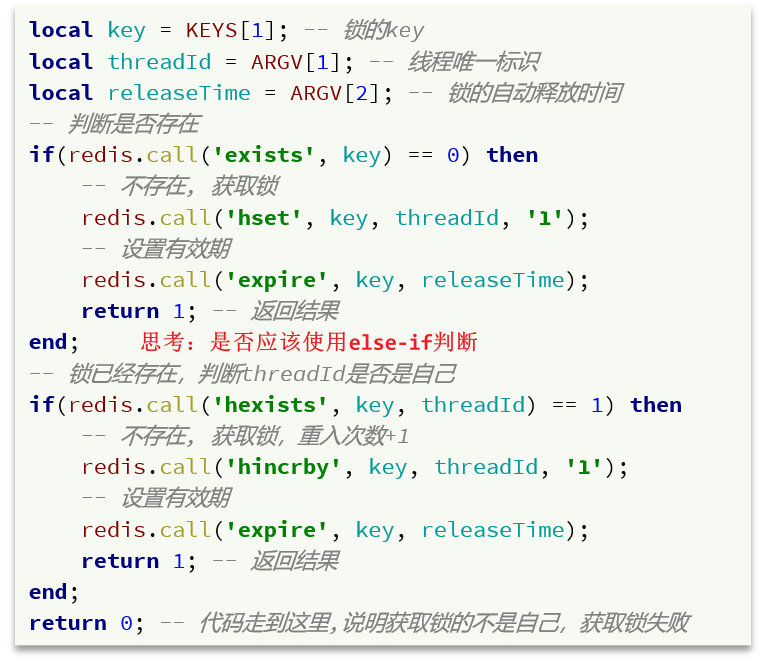 local key = KEYS[1]; -- 锁的key
local threadId = ARGV[1]; -- 线程唯一标识
local releaseTime = ARGV[2]; -- 锁的自动释放时间
-- 判断是否存在
if(redis.call('exists', key) == 0) then
    -- 不存在, 获取锁
    redis.call('hset', key, threadId, '1');
    -- 设置有效期
    redis.call('expire', key, releaseTime);
    return 1; -- 返回结果
end; 思考：是否应该使用else-if判断
-- 锁已经存在，判断threadId是否是自己
if(redis.call('hexists', key, threadId) == 1) then
    -- 不存在, 获取锁，重入次数+1
    redis.call('hincrby', key, threadId, '1');
    -- 设置有效期
    redis.call('expire', key, releaseTime);
    return 1; -- 返回结果
end;
return 0; -- 代码走到这里,说明获取锁的不是自己，获取锁失败